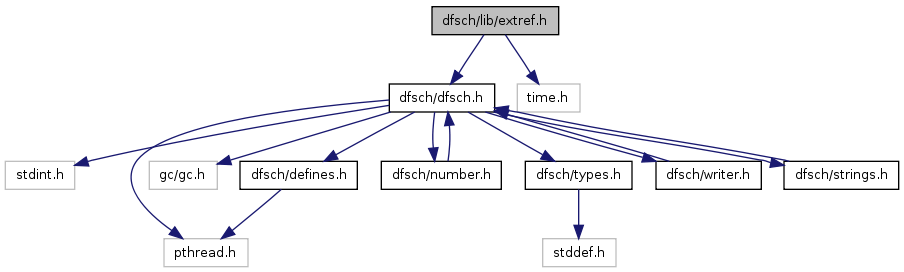 dfsch/lib/extref.h
dfsch/dfsch.h
time.h
stdint.h
gc/gc.h
dfsch/defines.h
dfsch/number.h
dfsch/types.h
dfsch/writer.h
dfsch/strings.h
pthread.h
stddef.h